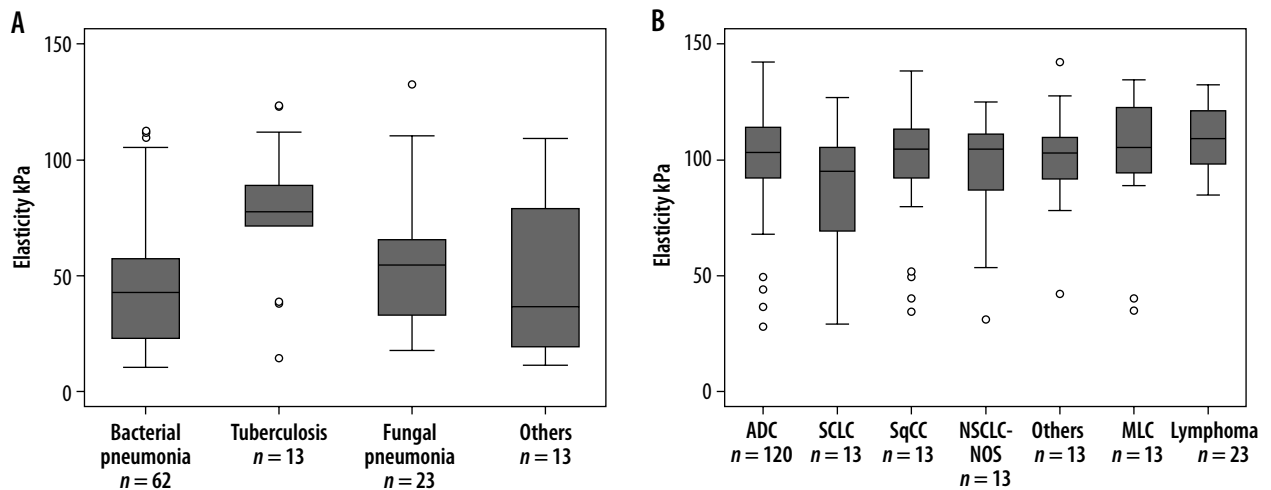 A
Elasticity kPa
150
100
50
0
Bacterial
pneumonia
n = 62
Tuberculosis
n = 13
Fungal
pneumonia
n = 23
Others
n = 13
B
Elasticity kPa
150
100
50
0
ADC
n = 120
SCLC
n = 13
SqCC
n = 13
NSCLC-
NOS
n = 13
Others
n = 13
MLC
n = 13
Lymphoma
n = 23